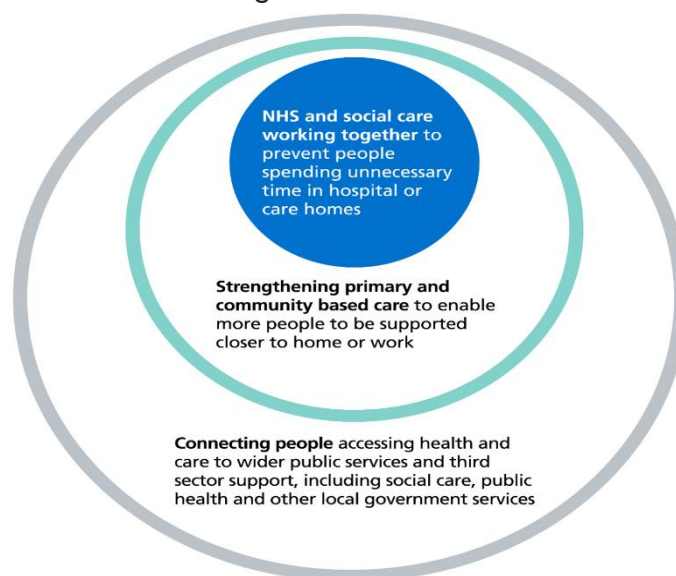 NHS and social care
working together to
prevent people
spending unnecessary
time in hospital or
care homes
Strengthening primary and
community based care to enable
more people to be supported
closer to home or work
Connecting people accessing health and
care to wider public services and third
sector support, including social care, public
health and other local government services